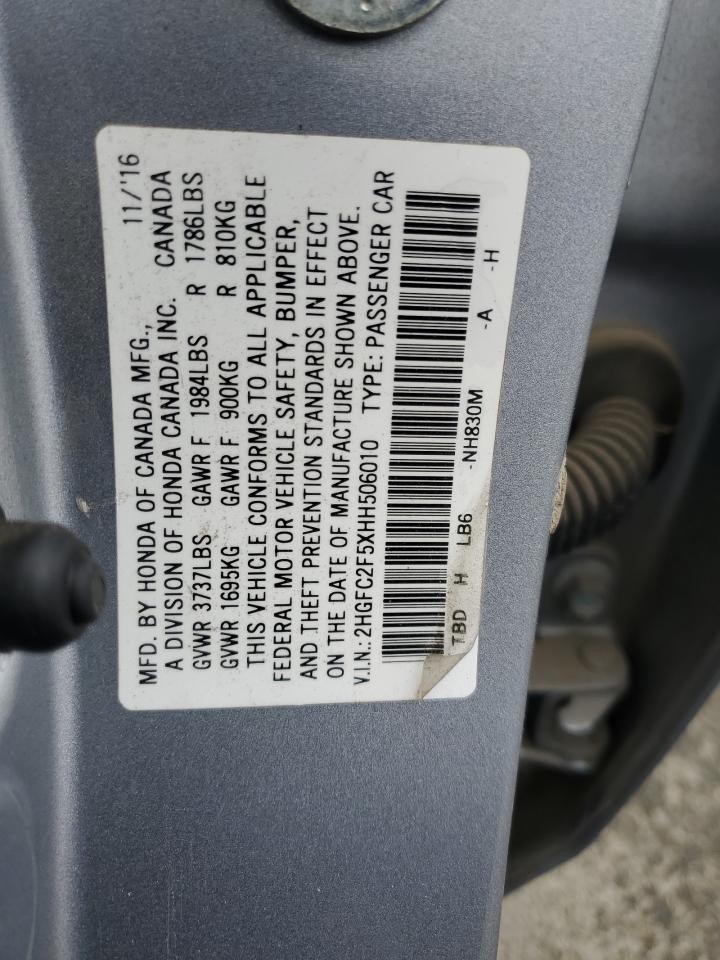 11/'16
MFD. BY HONDA OF CANADA MFG.,
A DIVISION OF HONDA CANADA INC. CANADA
GVWR 3737LBS GAWR F 1984LBS R 1786LBS
GVWR 1695KG GAWR F 900KG R 810KG
THIS VEHICLE CONFORMS TO ALL APPLICABLE
FEDERAL MOTOR VEHICLE SAFETY, BUMPER,
AND THEFT PREVENTION STANDARDS IN EFFECT
ON THE DATE OF MANUFACTURE SHOWN ABOVE.
V.I.N.: 2HGFC2F5XHH506010 TYPE: PASSENGER CAR
TBD H LB6 -NH830M -A -H